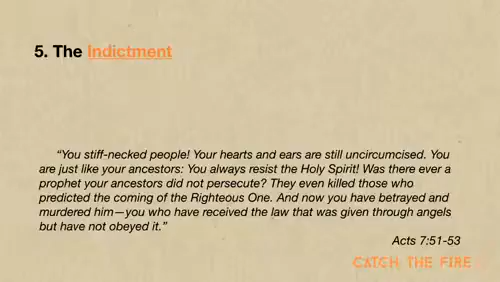 5. The Indictment
“You stiff-necked people! Your hearts and ears are still uncircumcised. You
are just like your ancestors: You always resist the Holy Spirit! Was there ever a
prophet your ancestors did not persecute? They even killed those who
predicted the coming of the Righteous One. And now you have betrayed and
murdered him—you who have received the law that was given through angels
but have not obeyed it.”
Acts 7:51-53
CATCH THE FIRE